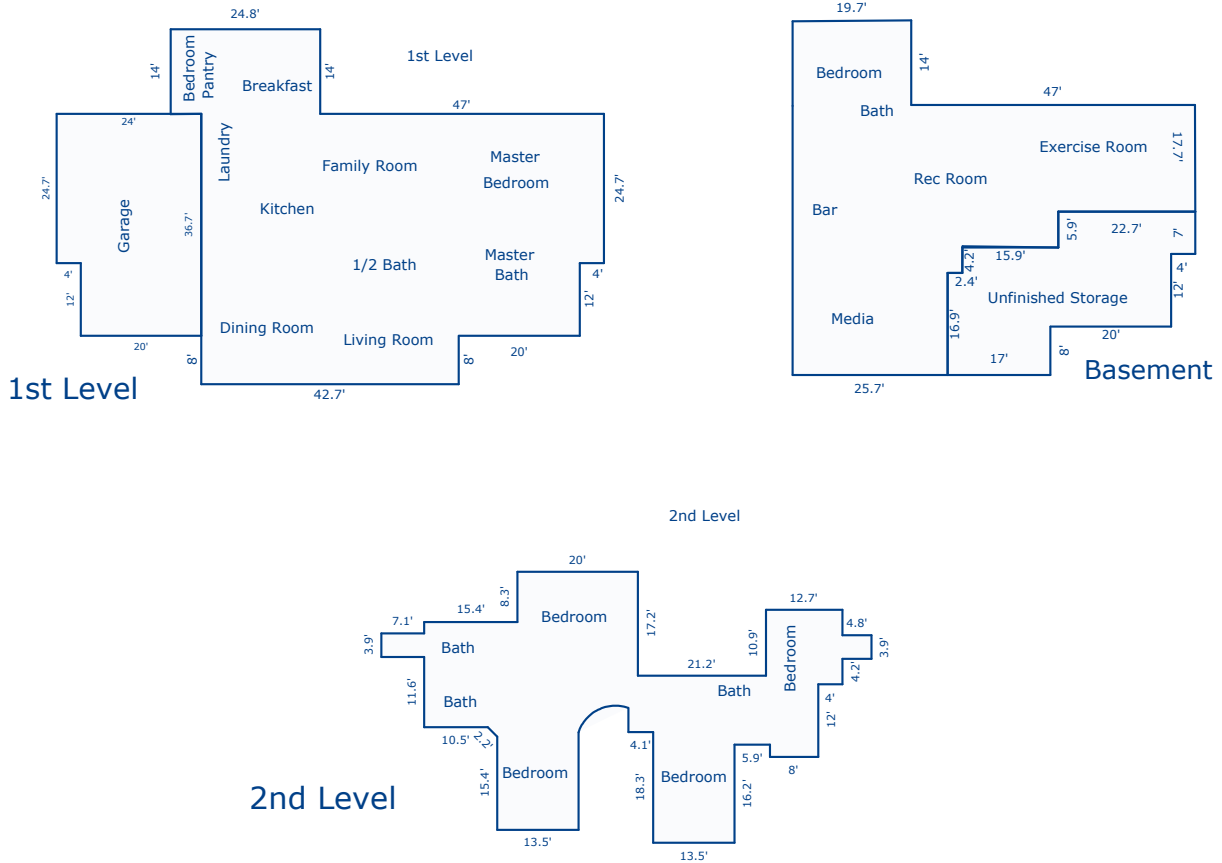 24.8'
14'
Bedroom
Pantry
Breakfast
14'
1st Level
24'
47'
24.7'
Garage
36.7'
Laundry
Family Room
Master
Bedroom
24.7'
Kitchen
1/2 Bath
Master
Bath
4'
4'
12'
12'
Dining Room
Living Room
20'
8'
8'
20'
42.7'
1st Level
19.7'
Bedroom
14'
Bath
47'
Exercise Room
17.7'
Rec Room
Bar
5.9'
22.7'
7'
4.2'
15.9'
4'
2.4'
Unfinished Storage
12'
Media
16.9'
20'
17'
8'
25.7'
Basement
2nd Level
20'
15.4'
8.3'
Bedroom
17.2'
12.7'
7.1'
3.9'
Bath
10.9'
Bedroom
4.8'
3.9'
21.2'
4.2'
11.6'
Bath
Bath
4'
12'
10.5'
2.2'
4.1'
5.9'
8'
15.4'
Bedroom
18.3'
Bedroom
16.2'
13.5'
13.5'
2nd Level